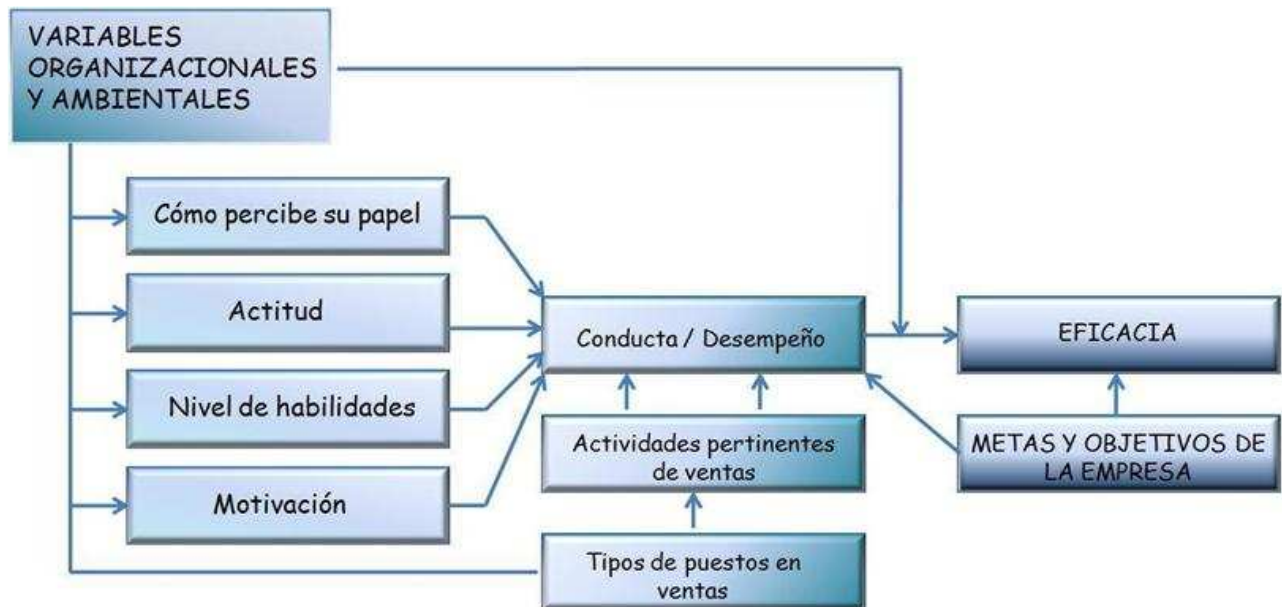 VARIABLES
ORGANIZACIONALES
Y AMBIENTALES
Cómo percibe su papel
Actitud
Nivel de habilidades
Motivación
Conducta / Desempeño
Actividades pertinentes
de ventas
Tipos de puestos en
ventas
EFICACIA
METAS Y OBJETIVOS DE
LA EMPRESA